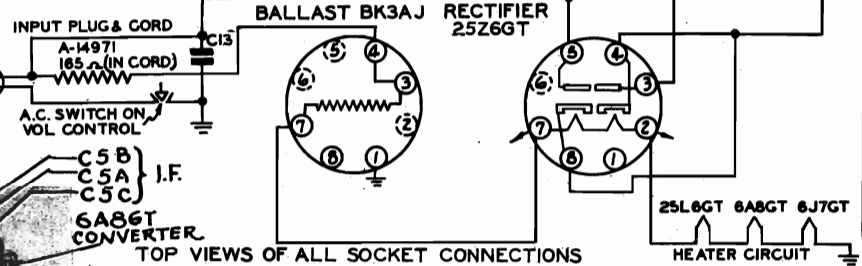 BALLAST BK3AJ
RECTIFIER
25Z6GT
INPUT PLUG & CORD
A-14971
165 Ω (IN CORD)
C13
A.C. SWITCH ON
VOL CONTROL
5 4
6 3
7 2
8 1
5 4
6 3
7 2
8 1
C5B
C5A
C5C
I.F.
6A8GT
CONVERTER
25L6GT 6A8GT 6J7GT
HEATER CIRCUIT
TOP VIEWS OF ALL SOCKET CONNECTIONS